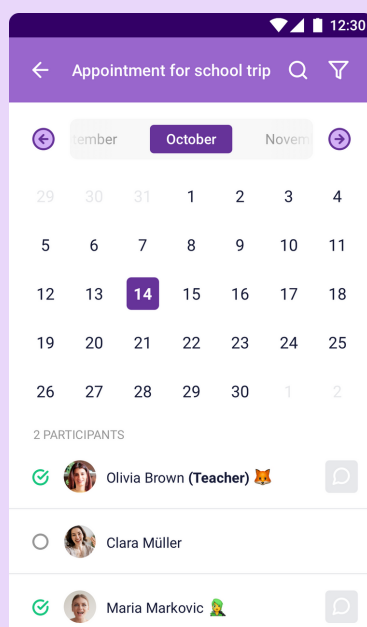 12:30
Appointment for school trip
tember October Novem
29 30 31 1 2 3 4
5 6 7 8 9 10 11
12 13 14 15 16 17 18
19 20 21 22 23 24 25
26 27 28 29 30 1 2
2 PARTICIPANTS
Olivia Brown (Teacher) 🦊
Clara Müller
Maria Markovic 🧝‍♀️